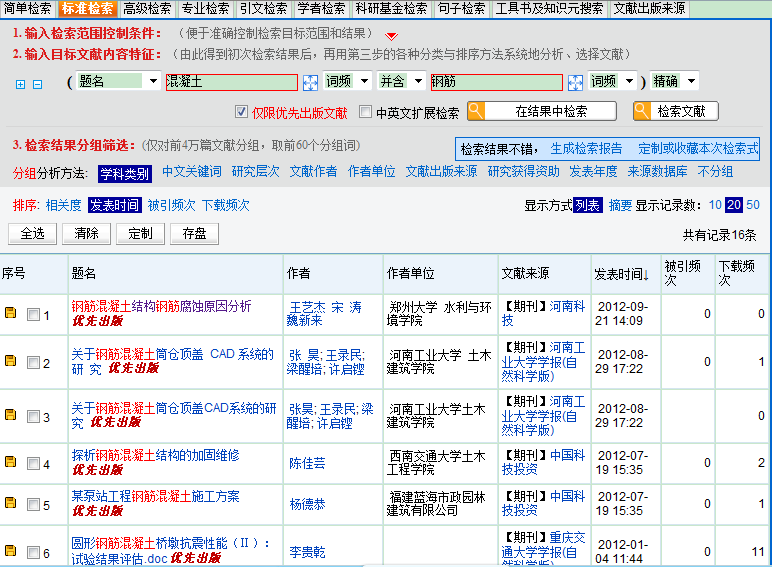 简单检索 标准检索 高级检索 专业检索 引文检索 学者检索 科研基金检索 句子检索 工具书及知识元搜索 文献出版来源
1. 输入检索范围控制条件: (便于准确控制检索目标范围和结果)
2. 输入目标文献内容特征: (由此得到初次检索结果后，再用第三步的各种分类与排序方法系统地分析、选择文献)
( 题名 混凝土 词频 并含 钢筋 词频 ) 精确
仅限优先出版文献 中英文扩展检索 在结果中检索 检索文献
3. 检索结果分组筛选: (仅对前4万篇文献分组，取前60个分组词) 检索结果不错， 生成检索报告 定制或收藏本次检索式
分组分析方法: 学科类别 中文关键词 研究层次 文献作者 作者单位 文献出版来源 研究获得资助 发表年度 来源数据库 不分组
排序: 相关度 发表时间 被引频次 下载频次 显示方式 列表 摘要 显示记录数: 10 20 50
全选 清除 定制 存盘 共有记录16条
序号 题名 作者 作者单位 文献来源 发表时间↓ 被引频次 下载频次
1 钢筋混凝土结构钢筋腐蚀原因分析 优先出版 王艺杰 宋 涛 魏新来 郑州大学 水利与环境学院 【期刊】河南科技 2012-09-21 14:09 0 0
2 关于钢筋混凝土筒仓顶盖 CAD 系统的研 究 优先出版 张 昊; 王录民; 梁醒培; 许启铿 河南工业大学 土木建筑学院 【期刊】河南工业大学学报(自然科学版) 2012-08-29 17:22 0 1
3 关于钢筋混凝土筒仓顶盖CAD系统的研究 优先出版 张昊; 王录民; 梁醒培; 许启铿 河南工业大学土木建筑学院 【期刊】河南工业大学学报(自然科学版) 2012-08-29 17:22 0 0
4 探析钢筋混凝土结构的加固维修 优先出版 陈佳芸 西南交通大学土木工程学院 【期刊】中国科技投资 2012-07-19 15:35 0 2
5 某泵站工程钢筋混凝土施工方案 优先出版 杨德恭 福建蓝海市政园林建筑有限公司 【期刊】中国科技投资 2012-07-19 15:35 0 1
6 圆形钢筋混凝土桥墩抗震性能（Ⅱ）: 试验结果评估.doc 优先出版 李贵乾 【期刊】重庆交通大学学报(自然科学版) 2012-01-04 11:44 0 11